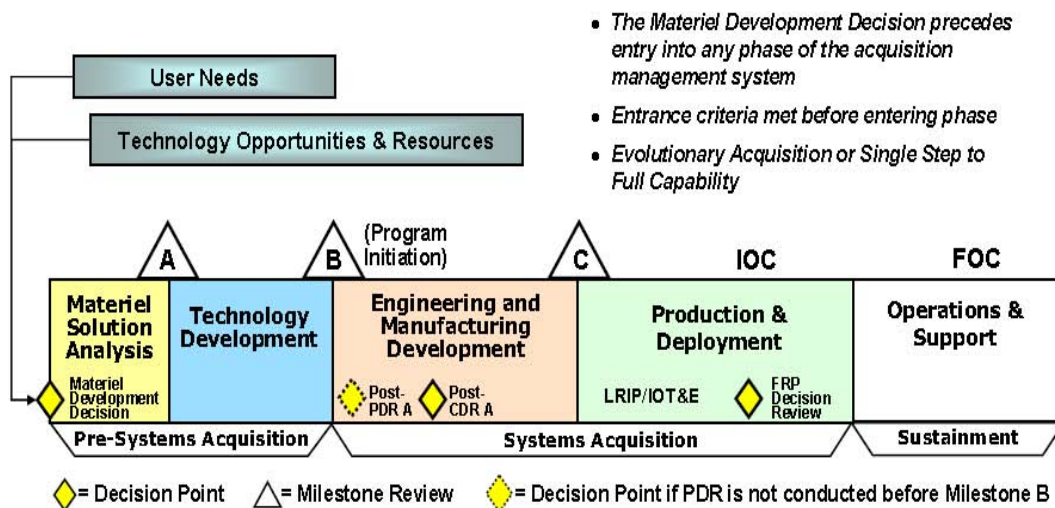 • The Materiel Development Decision precedes
entry into any phase of the acquisition
management system
• Entrance criteria met before entering phase
• Evolutionary Acquisition or Single Step to
Full Capability
User Needs
Technology Opportunities & Resources
A
B
(Program
Initiation)
C
IOC
FOC
Materiel
Solution
Analysis
Materiel
Development
Decision
Technology
Development
Engineering and
Manufacturing
Development
Post-
PDR A
Post-
CDR A
Production &
Deployment
LRIP/IOT&E
FRP
Decision
Review
Operations &
Support
Pre-Systems Acquisition
Systems Acquisition
Sustainment
= Decision Point
= Milestone Review
= Decision Point if PDR is not conducted before Milestone B